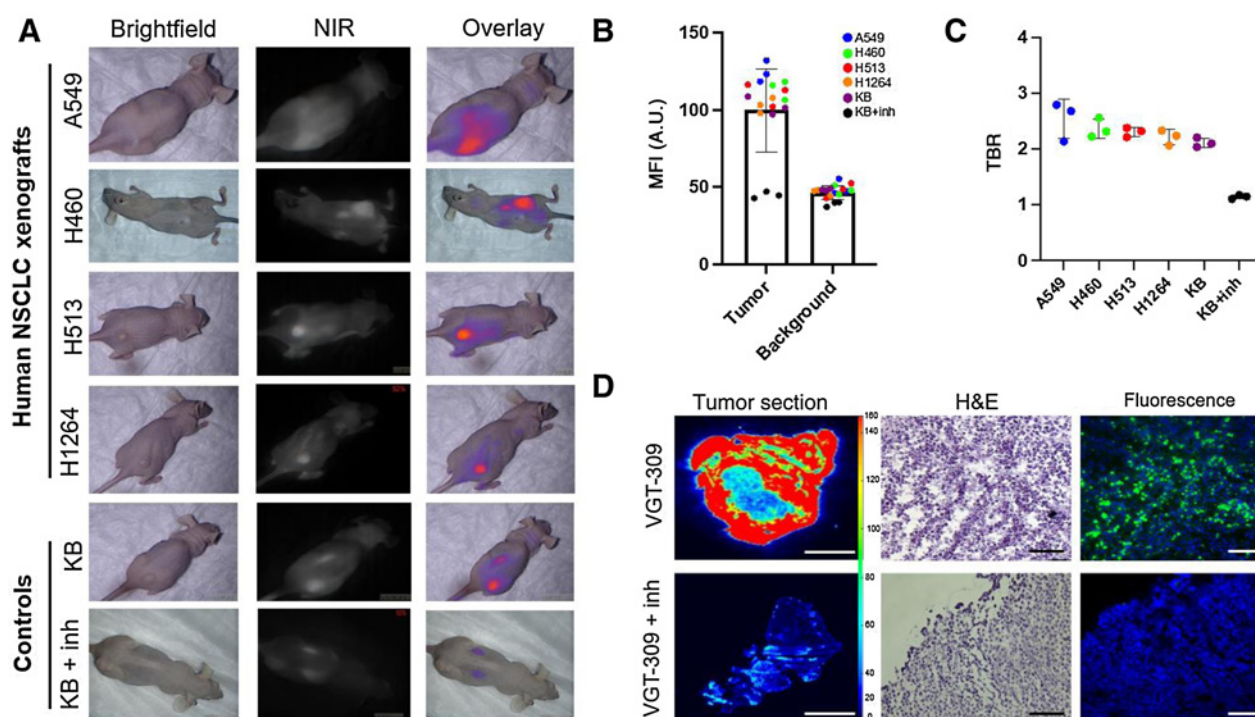 A
Brightfield
NIR
Overlay
Human NSCLC xenografts
A549
H460
H513
H1264
Controls
KB
KB + inh
B
MFI (A.U.)
150
100
50
0
Tumor
Background
A549
H460
H513
H1264
KB
KB+inh
C
TBR
4
3
2
1
0
A549
H460
H513
H1264
KB
KB+inh
D
Tumor section
H&E
Fluorescence
VGT-309
VGT-309 + inh
160
140
120
100
80
60
40
20
0